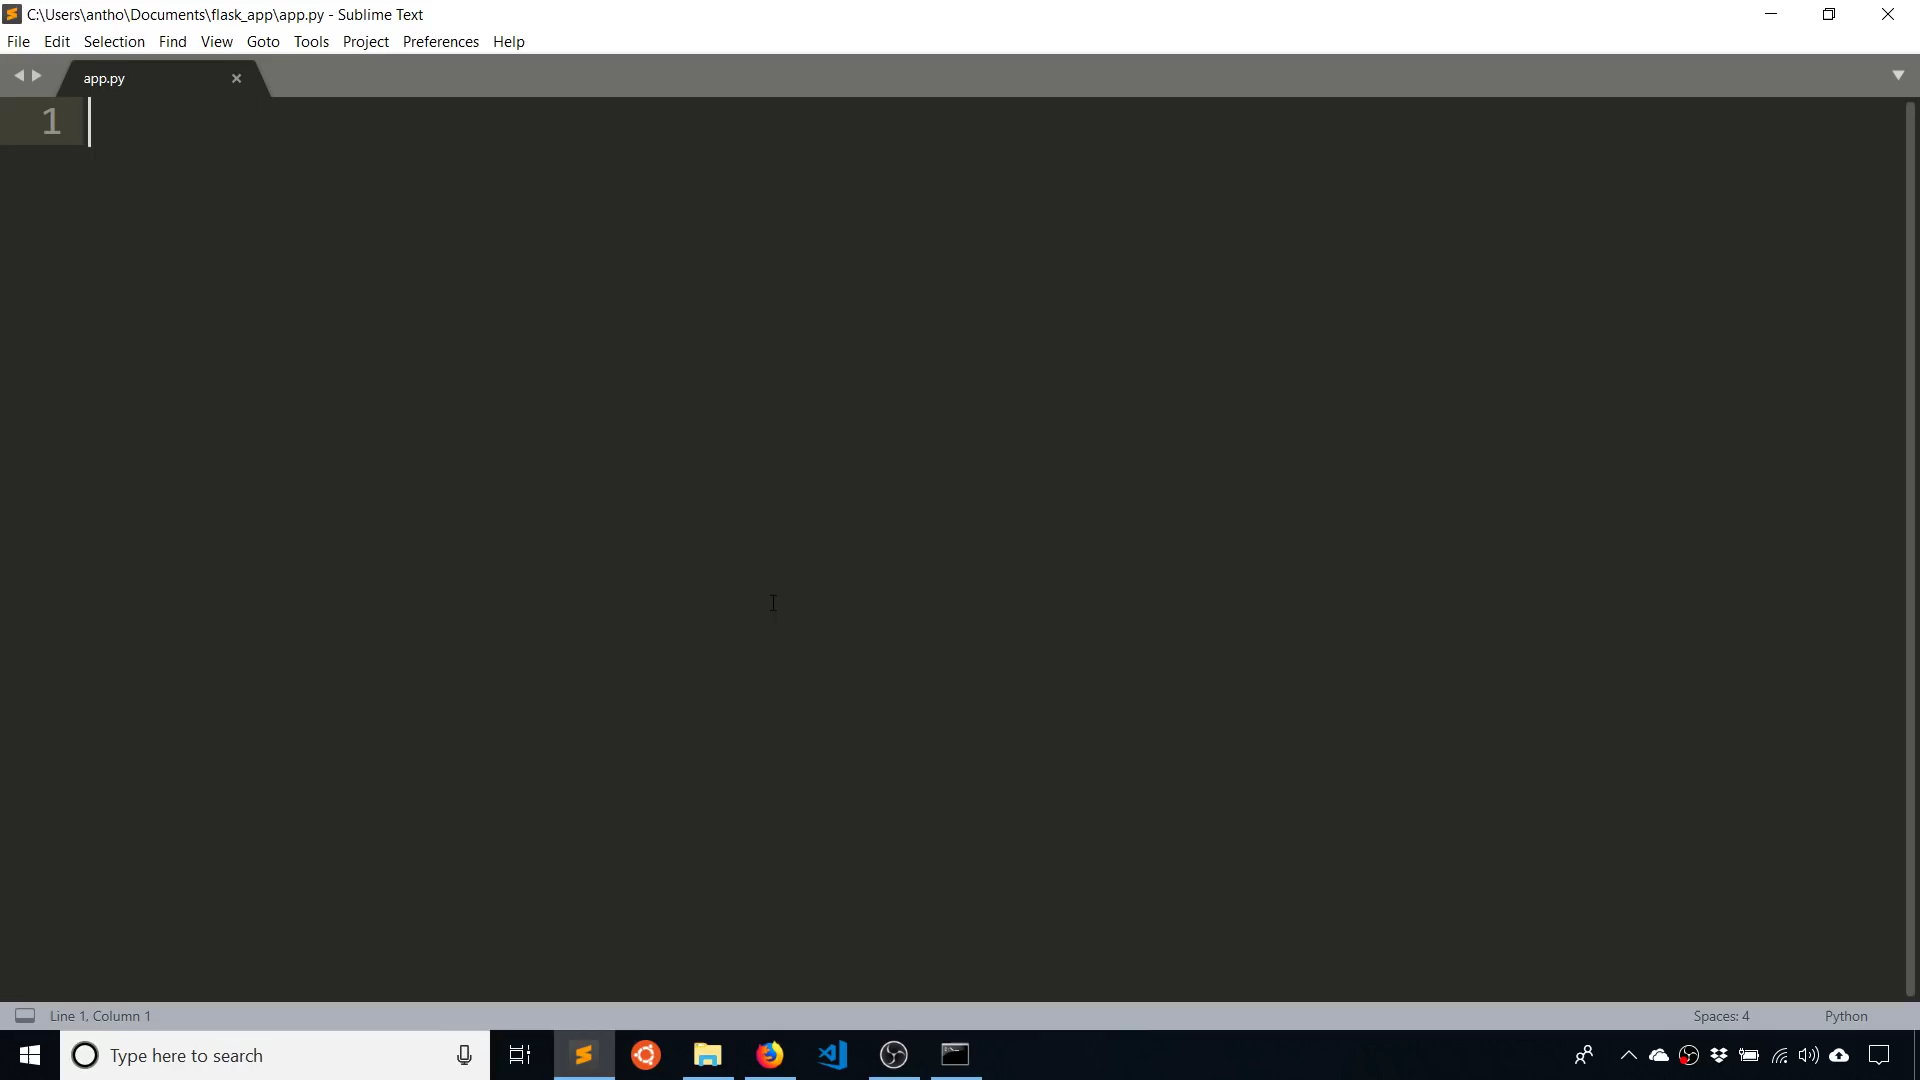 C:\Users\antho\Documents\flask_app\app.py - Sublime Text
File Edit Selection Find View Goto Tools Project Preferences Help
app.py
1
Line 1, Column 1 Spaces: 4 Python
Type here to search